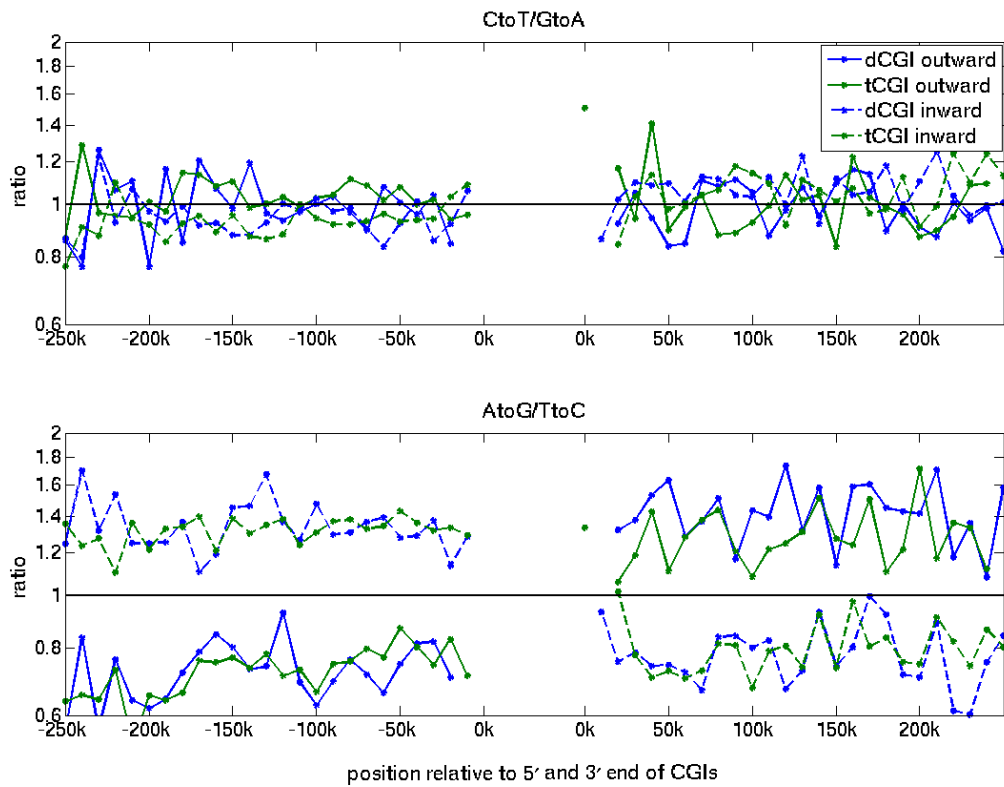 CtoT/GtoA
2
1.8
1.6
1.4
1.2
1
0.8
0.6
ratio
dCGI outward
tCGI outward
dCGI inward
tCGI inward
-250k -200k -150k -100k -50k 0k 0k 50k 100k 150k 200k
AtoG/TtoC
2
1.8
1.6
1.4
1.2
1
0.8
0.6
ratio
-250k -200k -150k -100k -50k 0k 0k 50k 100k 150k 200k
position relative to 5′ and 3′ end of CGIs